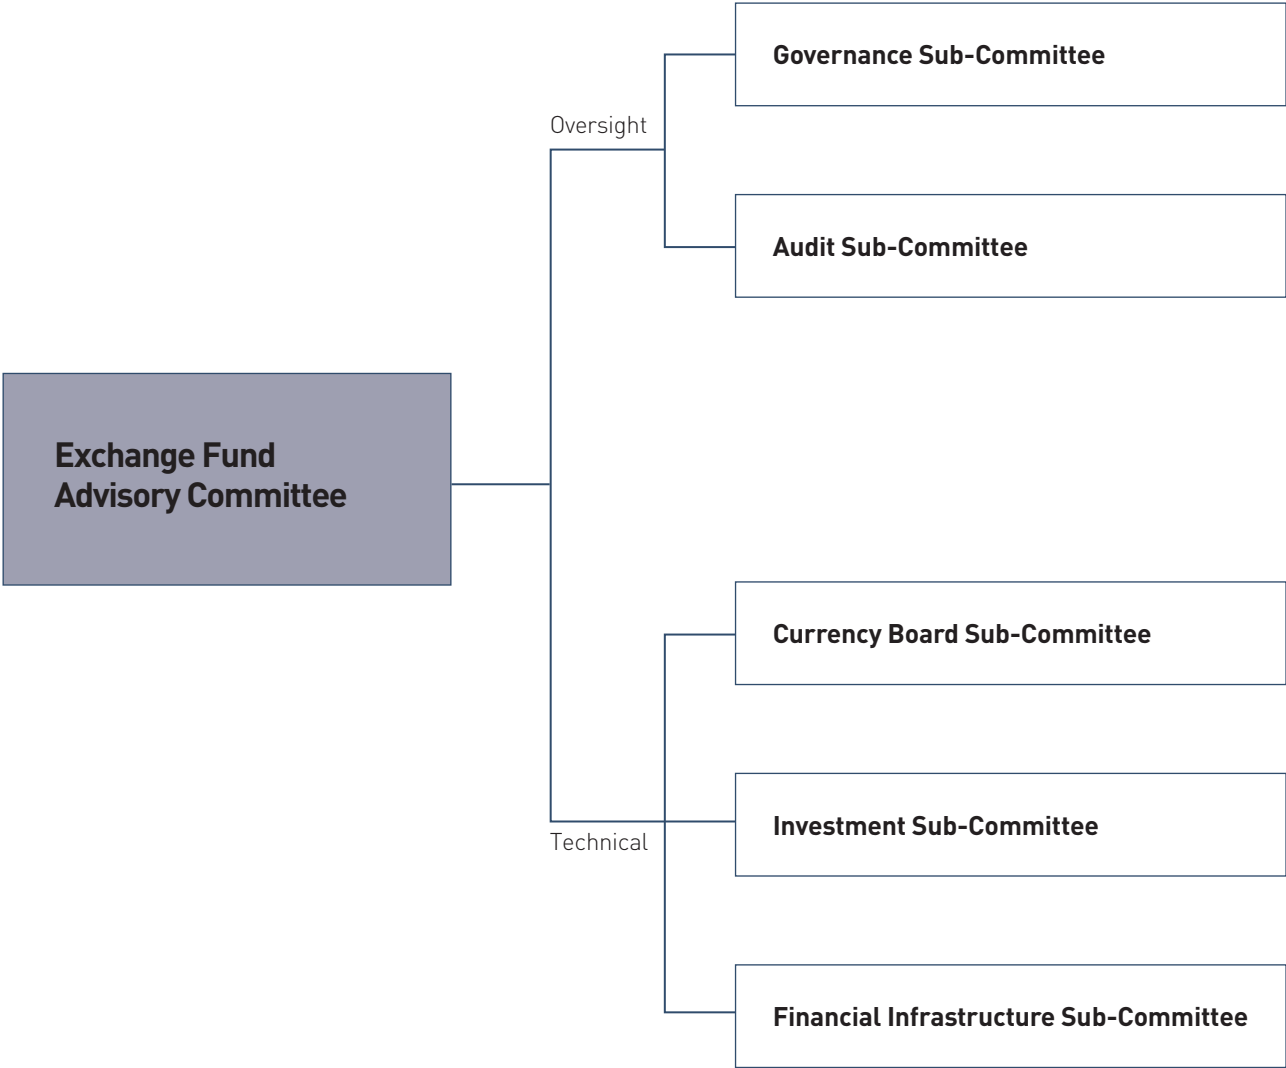 Governance Sub-Committee
Oversight
Audit Sub-Committee
Exchange Fund
Advisory Committee
Currency Board Sub-Committee
Investment Sub-Committee
Technical
Financial Infrastructure Sub-Committee